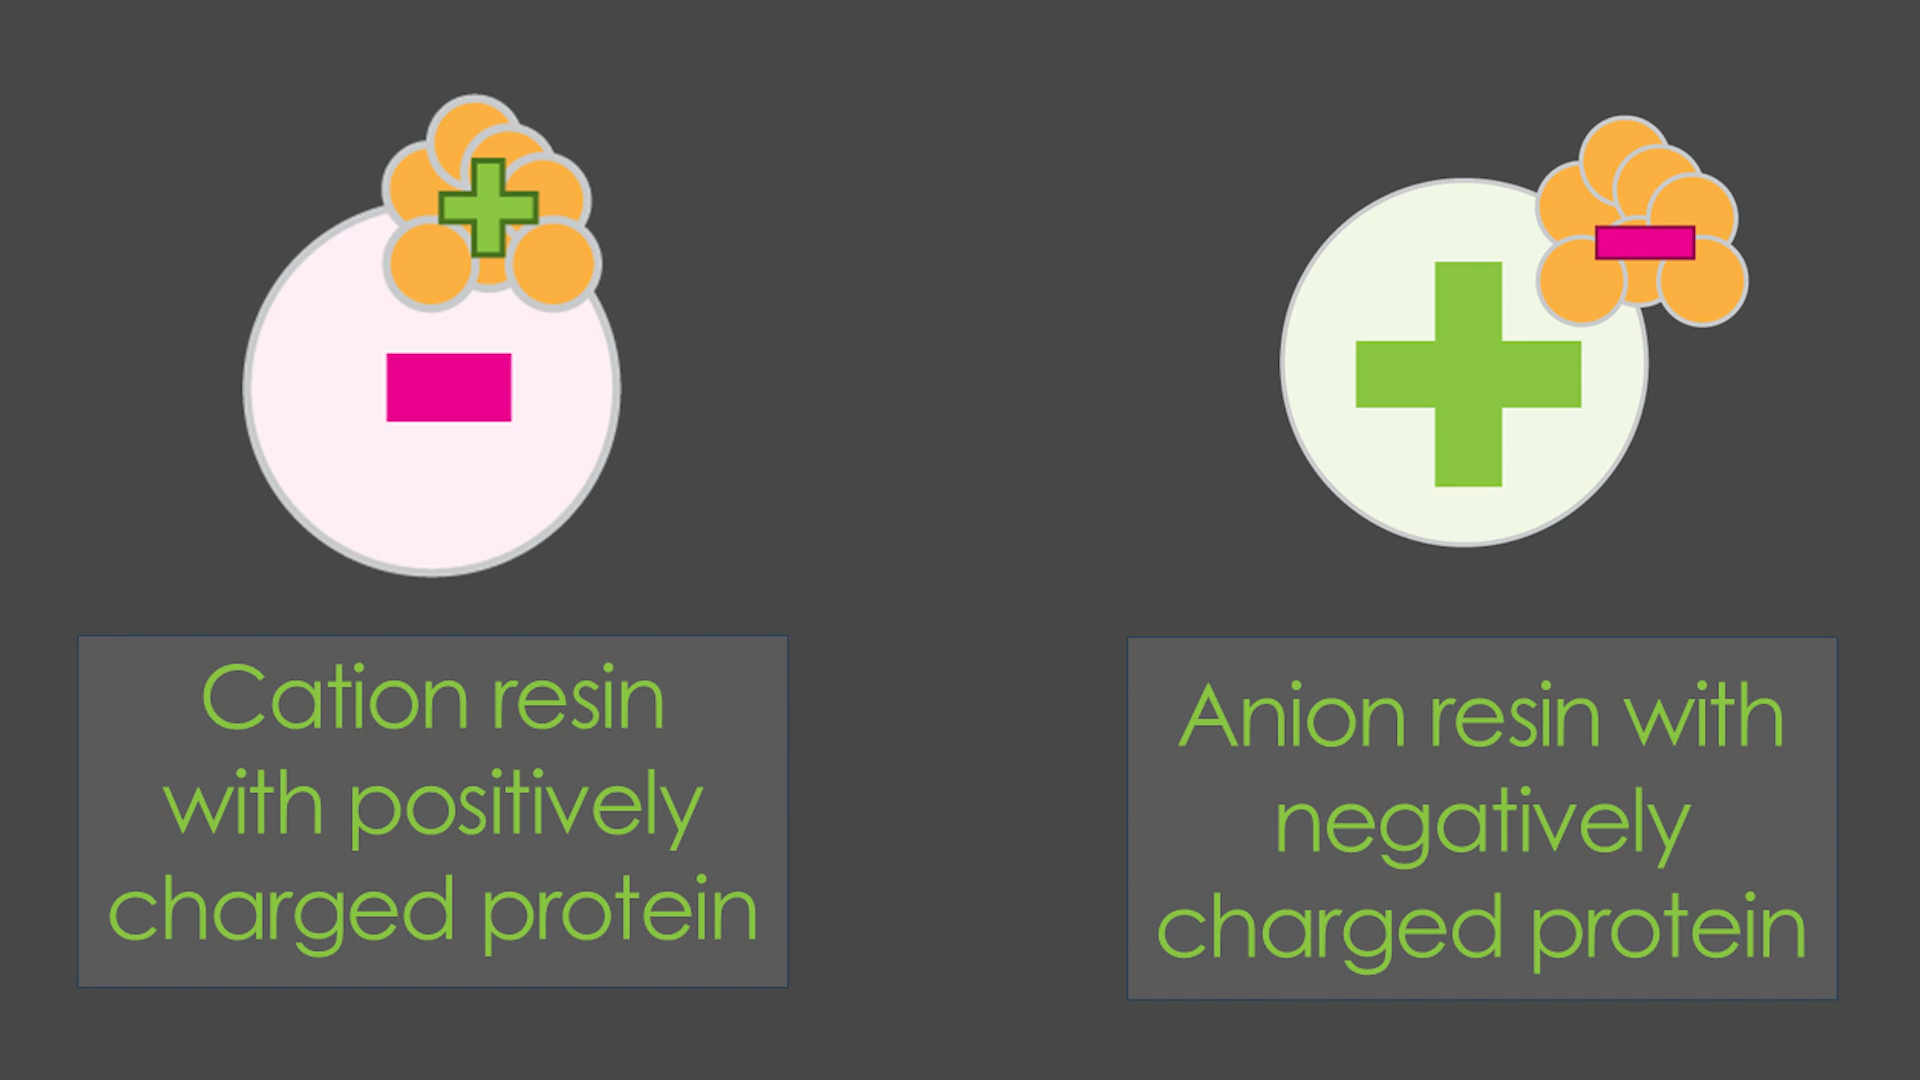 Cation resin
with positively
charged protein
Anion resin with
negatively
charged protein